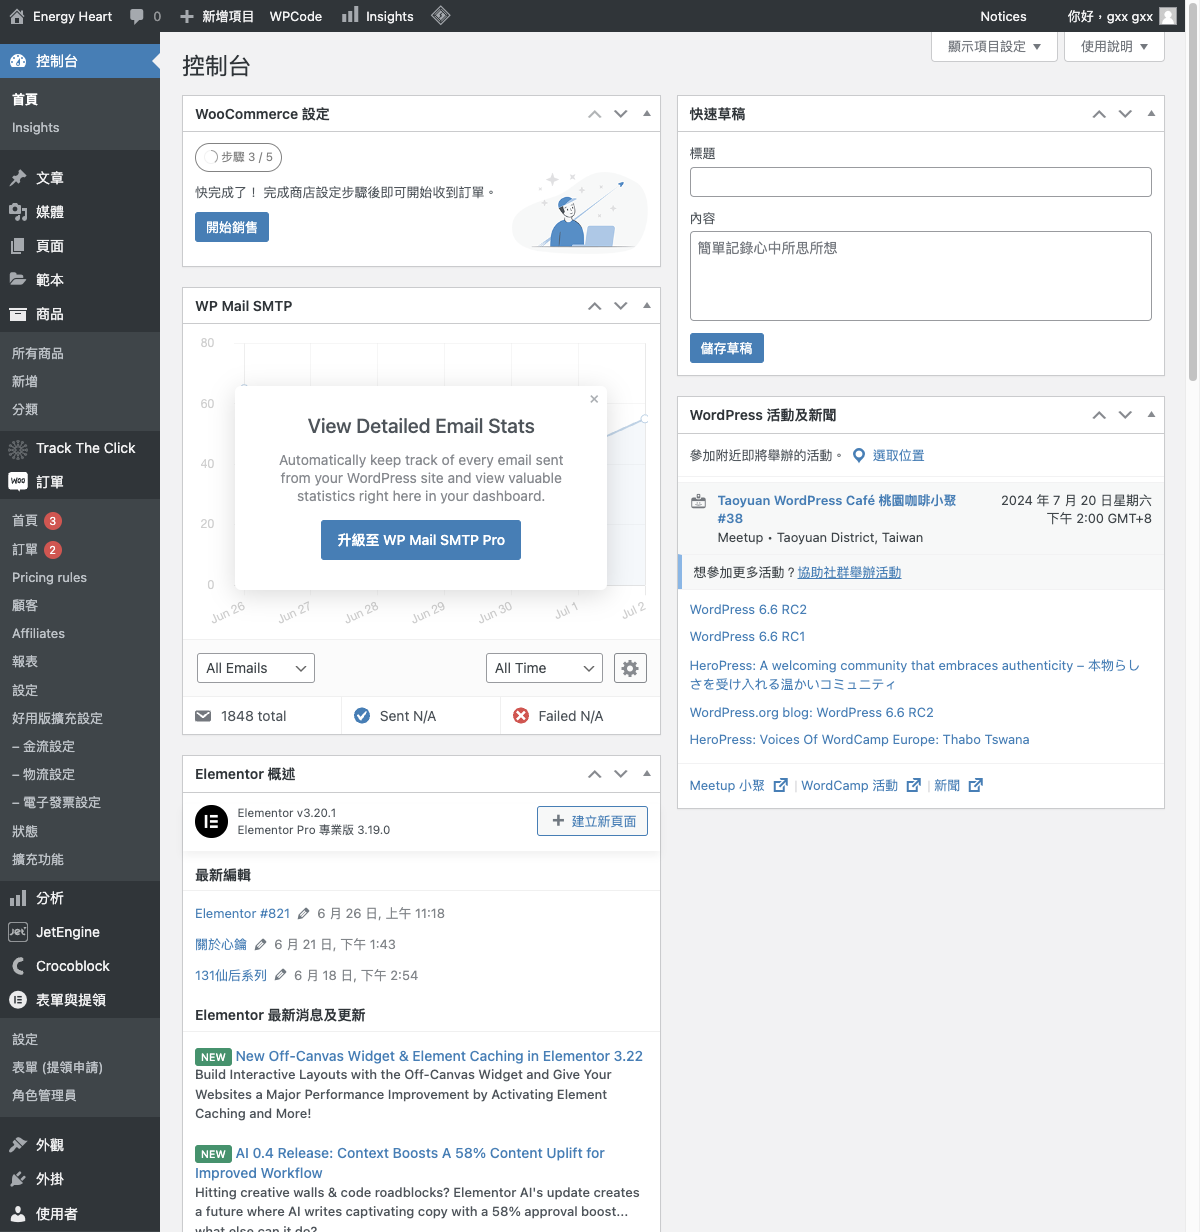 Energy Heart 0 新增項目 WPCode Insights Notices 你好，gxx gxx
控制台
首頁
Insights
文章
媒體
頁面
範本
商品
所有商品
新增
分類
Track The Click
訂單
首頁 3
訂單 2
Pricing rules
顧客
Affiliates
報表
設定
好用版擴充設定
– 金流設定
– 物流設定
– 電子發票設定
狀態
擴充功能
分析
JetEngine
Crocoblock
表單與提領
設定
表單 (提領申請)
角色管理員
外觀
外掛
使用者
顯示項目設定 ▼ 使用說明 ▼
控制台
WooCommerce 設定
步驟 3 / 5
快完成了！ 完成商店設定步驟後即可開始收到訂單。
開始銷售
WP Mail SMTP
80
60
40
20
0
Jun 26 Jun 27 Jun 28 Jun 29 Jun 30 Jul 1 Jul 2
View Detailed Email Stats
Automatically keep track of every email sent
from your WordPress site and view valuable
statistics right here in your dashboard.
升級至 WP Mail SMTP Pro
All Emails All Time
1848 total Sent N/A Failed N/A
Elementor 概述
Elementor v3.20.1
Elementor Pro 專業版 3.19.0
建立新頁面
最新編輯
Elementor #821 6 月 26 日, 上午 11:18
關於心鑰 6 月 21 日, 下午 1:43
131仙后系列 6 月 18 日, 下午 2:54
Elementor 最新消息及更新
NEW New Off-Canvas Widget & Element Caching in Elementor 3.22
Build Interactive Layouts with the Off-Canvas Widget and Give Your
Websites a Major Performance Improvement by Activating Element
Caching and More!
NEW AI 0.4 Release: Context Boosts A 58% Content Uplift for
Improved Workflow
Hitting creative walls & code roadblocks? Elementor AI's update creates
a future where AI writes captivating copy with a 58% approval boost…
what else can it do?
快速草稿
標題
內容
簡單記錄心中所思所想
儲存草稿
WordPress 活動及新聞
參加附近即將舉辦的活動。 選取位置
Taoyuan WordPress Café 桃園咖啡小聚
#38
Meetup • Taoyuan District, Taiwan
2024 年 7 月 20 日星期六
下午 2:00 GMT+8
想參加更多活動？協助社群舉辦活動
WordPress 6.6 RC2
WordPress 6.6 RC1
HeroPress: A welcoming community that embraces authenticity – 本物らし
さを受け入れる温かいコミュニティ
WordPress.org blog: WordPress 6.6 RC2
HeroPress: Voices Of WordCamp Europe: Thabo Tswana
Meetup 小聚 | WordCamp 活動 | 新聞